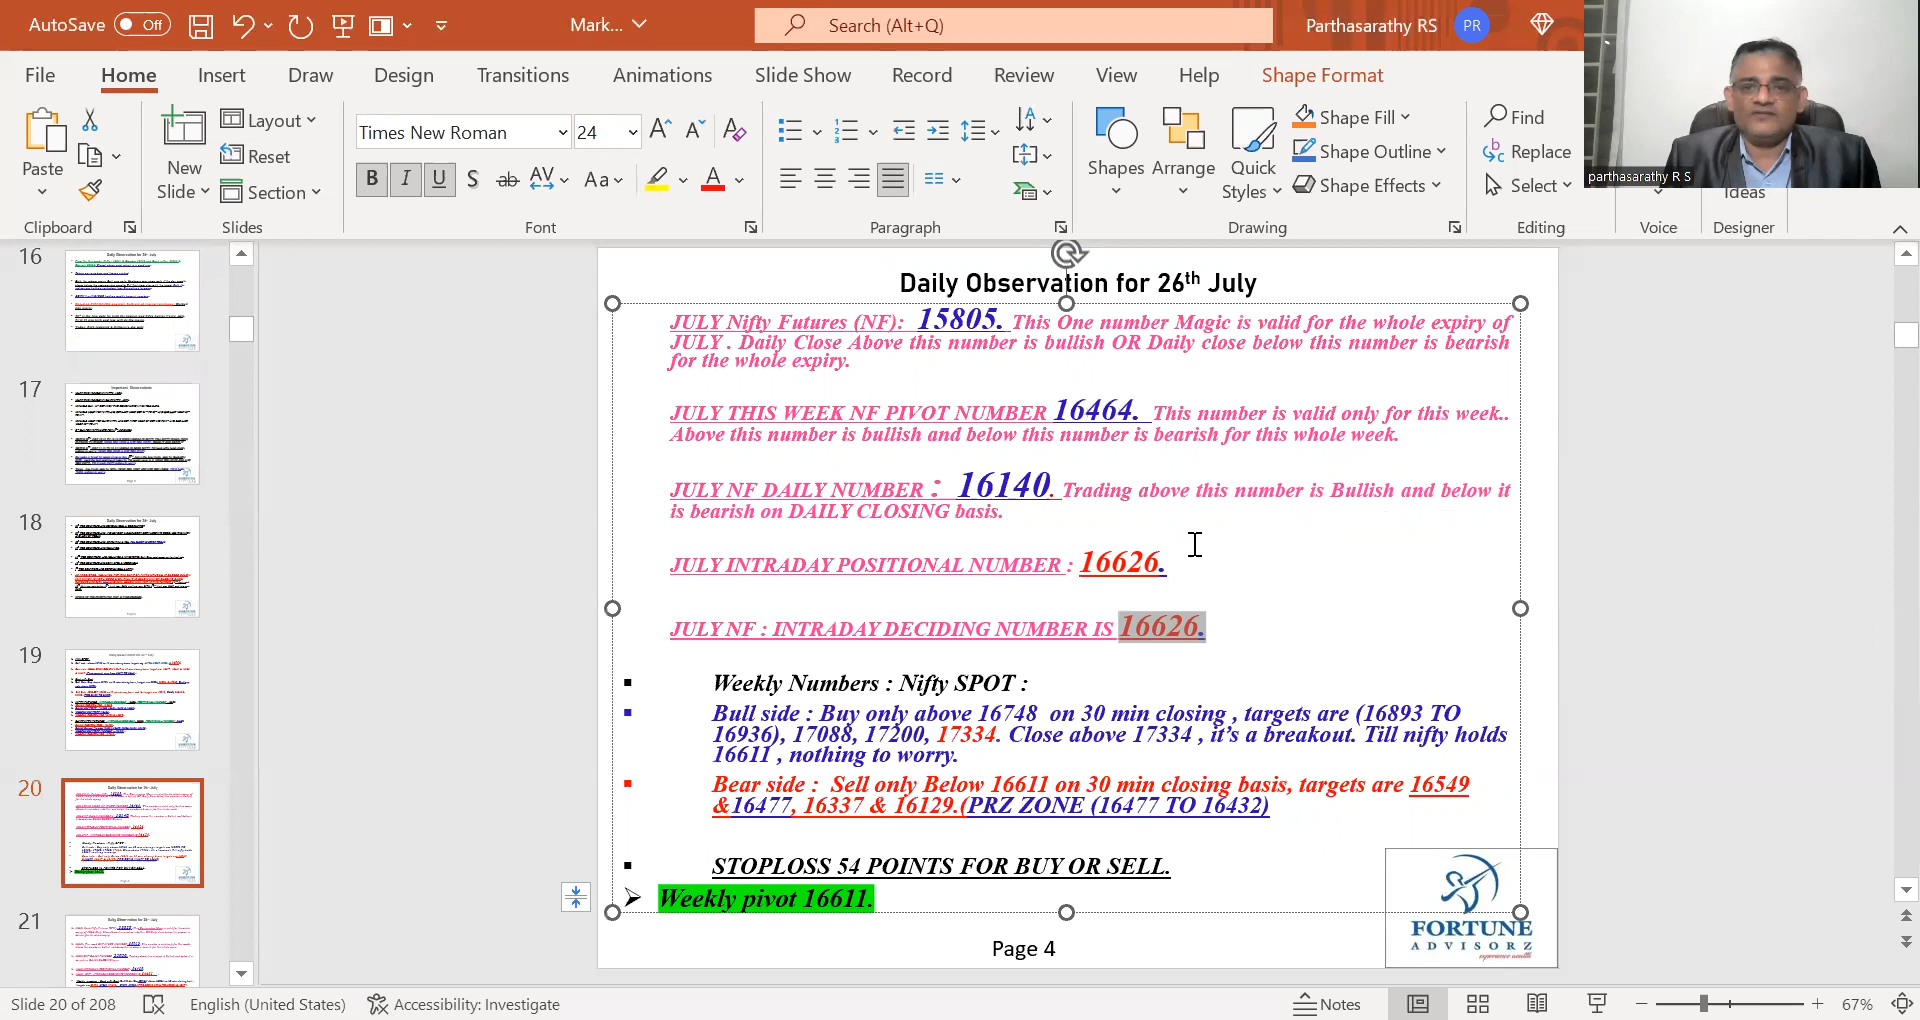 AutoSave Off Mark... Search (Alt+Q) Parthasarathy RS PR
File Home Insert Draw Design Transitions Animations Slide Show Record Review View Help Shape Format
Paste
Clipboard
New Slide
Layout
Reset
Section
Slides
Times New Roman 24
B I U S ab AV Aa A
Font
Paragraph
Shapes Arrange Quick Styles
Shape Fill
Shape Outline
Shape Effects
Drawing
Find
Replace
Select
Editing
Voice
Ideas
Designer
parthasarathy R S
16
17
18
19
20
21
Daily Observation for 26th July
JULY Nifty Futures (NF): 15805. This One number Magic is valid for the whole expiry of
JULY . Daily Close Above this number is bullish OR Daily close below this number is bearish
for the whole expiry.
JULY THIS WEEK NF PIVOT NUMBER 16464. This number is valid only for this week..
Above this number is bullish and below this number is bearish for this whole week.
JULY NF DAILY NUMBER : 16140. Trading above this number is Bullish and below it
is bearish on DAILY CLOSING basis.
JULY INTRADAY POSITIONAL NUMBER : 16626.
JULY NF : INTRADAY DECIDING NUMBER IS 16626.
Weekly Numbers : Nifty SPOT :
Bull side : Buy only above 16748 on 30 min closing , targets are (16893 TO
16936), 17088, 17200, 17334. Close above 17334 , it's a breakout. Till nifty holds
16611 , nothing to worry.
Bear side : Sell only Below 16611 on 30 min closing basis, targets are 16549
&16477, 16337 & 16129.(PRZ ZONE (16477 TO 16432)
STOPLOSS 54 POINTS FOR BUY OR SELL.
Weekly pivot 16611.
Page 4
FORTUNE
ADVISORZ
experience wealth
Slide 20 of 208 English (United States) Accessibility: Investigate Notes 67%